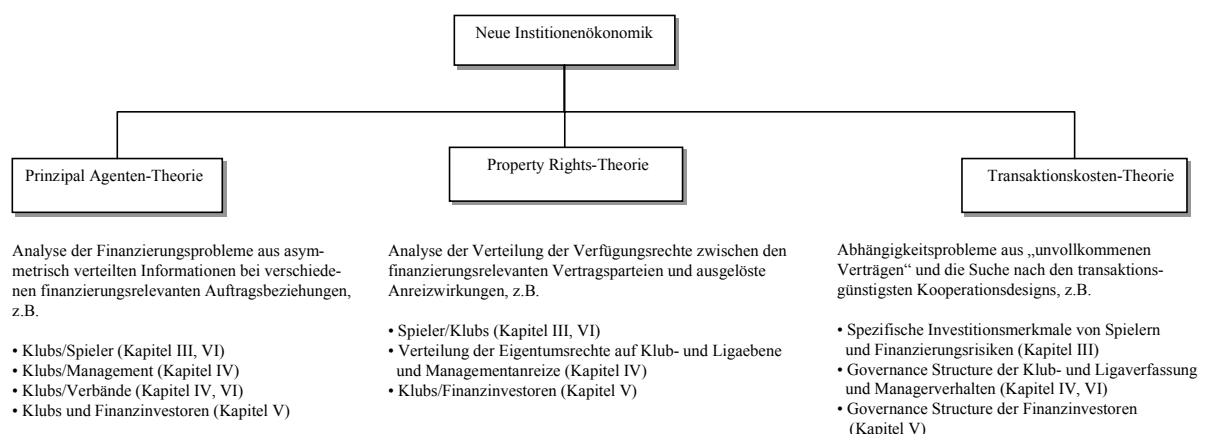 Neue Institionenökonomik
Prinzipal Agenten-Theorie
Property Rights-Theorie
Transaktionskosten-Theorie
Analyse der Finanzierungsprobleme aus asym-
metrisch verteilten Informationen bei verschiede-
nen finanzierungsrelevanten Auftragsbeziehungen,
z.B.
• Klubs/Spieler (Kapitel III, VI)
• Klubs/Management (Kapitel IV)
• Klubs/Verbände (Kapitel IV, VI)
• Klubs und Finanzinvestoren (Kapitel V)
Analyse der Verteilung der Verfügungsrechte zwischen den
finanzierungsrelevanten Vertragsparteien und ausgelöste
Anreizwirkungen, z.B.
• Spieler/Klubs (Kapitel III, VI)
• Verteilung der Eigentumsrechte auf Klub- und Ligaebene
und Managementanreize (Kapitel IV)
• Klubs/Finanzinvestoren (Kapitel V)
Abhängigkeitsprobleme aus „unvollkommenen
Verträgen“ und die Suche nach den transaktions-
günstigsten Kooperationsdesigns, z.B.
• Spezifische Investitionsmerkmale von Spielern
und Finanzierungsrisiken (Kapitel III)
• Governance Structure der Klub- und Ligaverfassung
und Managerverhalten (Kapitel IV, VI)
• Governance Structure der Finanzinvestoren
(Kapitel V)